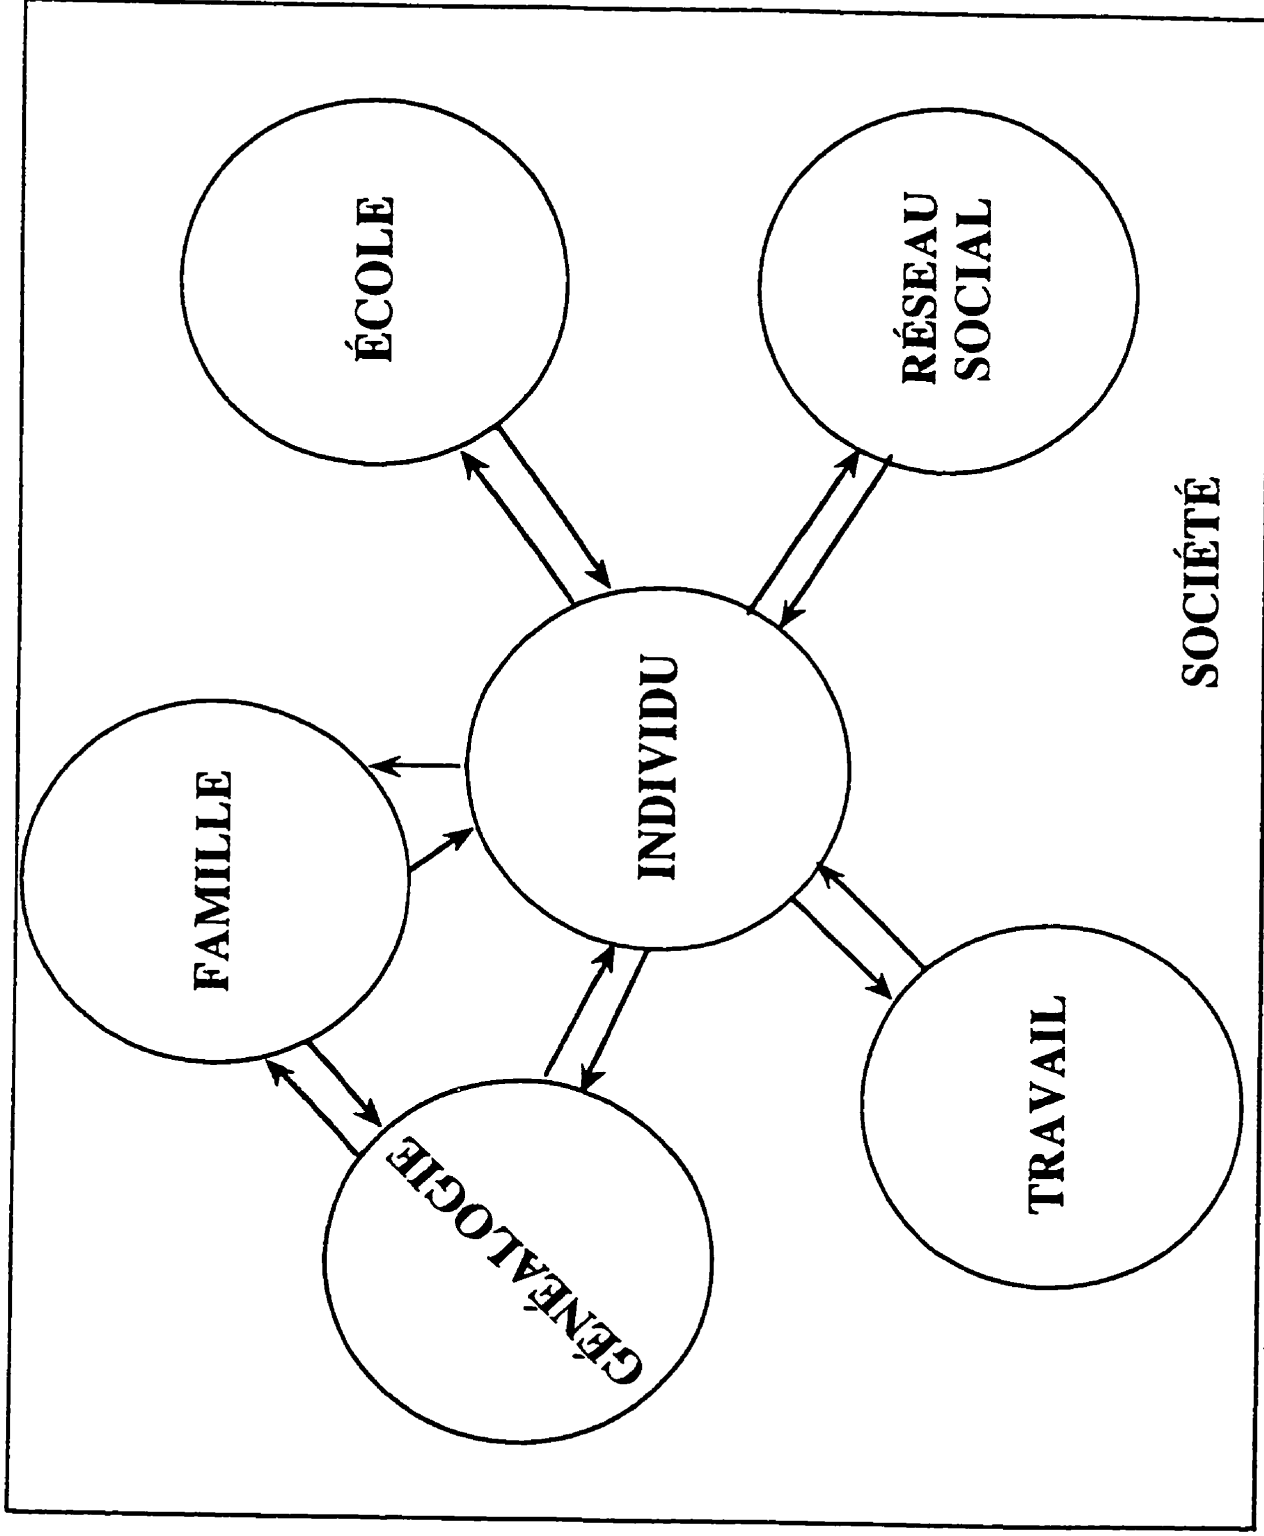 FAMILLE
ÉCOLE
GÉNÉALOGIE
INDIVIDU
RÉSEAU
SOCIAL
TRAVAIL
SOCIÉTÉ